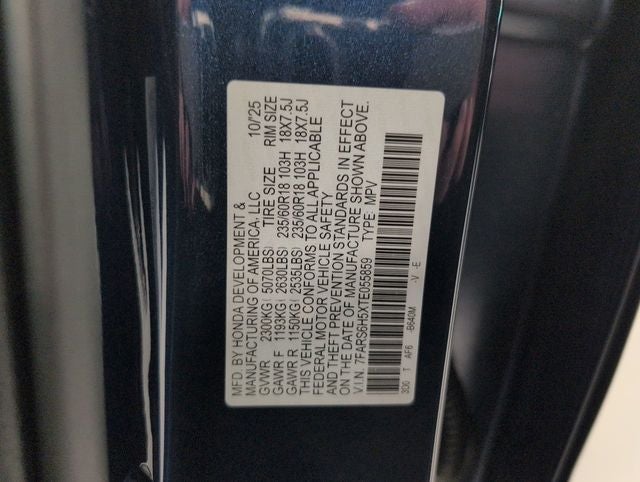 MFD. BY HONDA DEVELOPMENT &
MANUFACTURING OF AMERICA, LLC 10/25
GVWR 2300KG( 5070LBS) TIRE SIZE RIM SIZE
GAWR F 1193KG( 2630LBS) 235/60R18 103H 18X7.5J
GAWR R 1150KG( 2535LBS) 235/60R18 103H 18X7.5J
THIS VEHICLE CONFORMS TO ALL APPLICABLE
FEDERAL MOTOR VEHICLE SAFETY
AND THEFT PREVENTION STANDARDS IN EFFECT
ON THE DATE OF MANUFACTURE SHOWN ABOVE.
V.I.N. 7FARS6H5XTE055859 TYPE: MPV
3D6 T AF6 -B640M -V -E